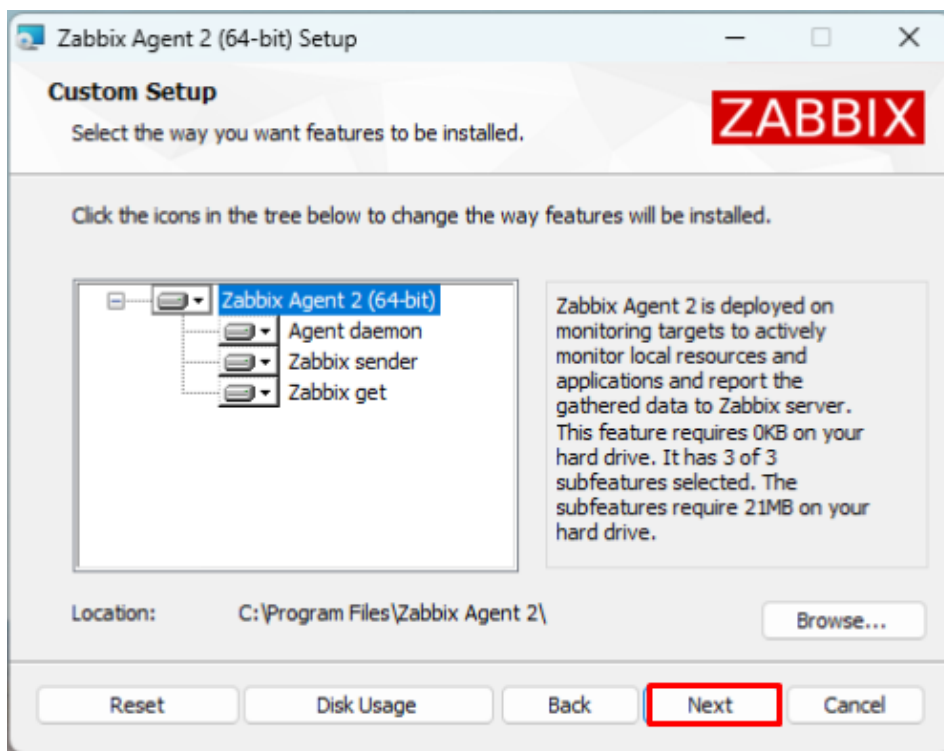 Zabbix Agent 2 (64-bit) Setup
Custom Setup
Select the way you want features to be installed.
ZABBIX
Click the icons in the tree below to change the way features will be installed.
Zabbix Agent 2 (64-bit)
Agent daemon
Zabbix sender
Zabbix get
Zabbix Agent 2 is deployed on
monitoring targets to actively
monitor local resources and
applications and report the
gathered data to Zabbix server.
This feature requires 0KB on your
hard drive. It has 3 of 3
subfeatures selected. The
subfeatures require 21MB on your
hard drive.
Location: C:\Program Files\Zabbix Agent 2\
Browse...
Reset Disk Usage Back Next Cancel